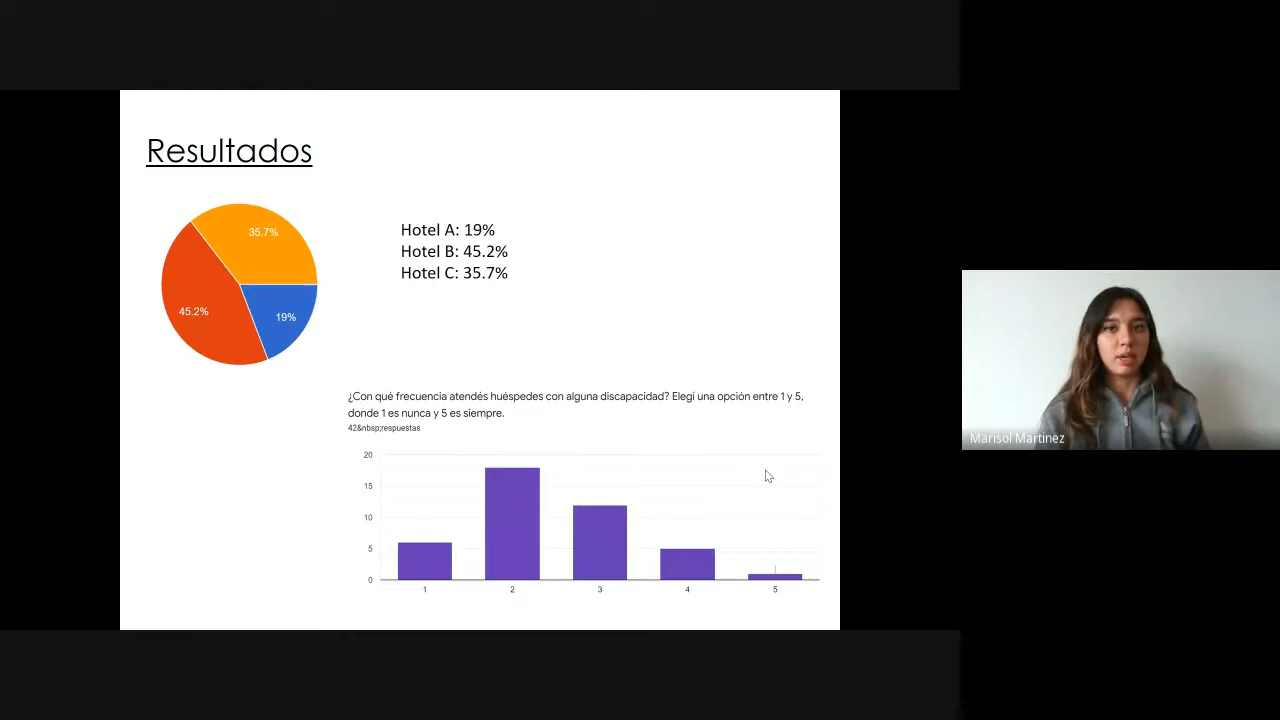 Resultados
35.7%
45.2%
19%
Hotel A: 19%
Hotel B: 45.2%
Hotel C: 35.7%
¿Con qué frecuencia atendés huéspedes con alguna discapacidad? Elegí una opción entre 1 y 5,
donde 1 es nunca y 5 es siempre.
42&nbsp;respuestas
20
15
10
5
0
1 2 3 4 5
Marisol Martinez